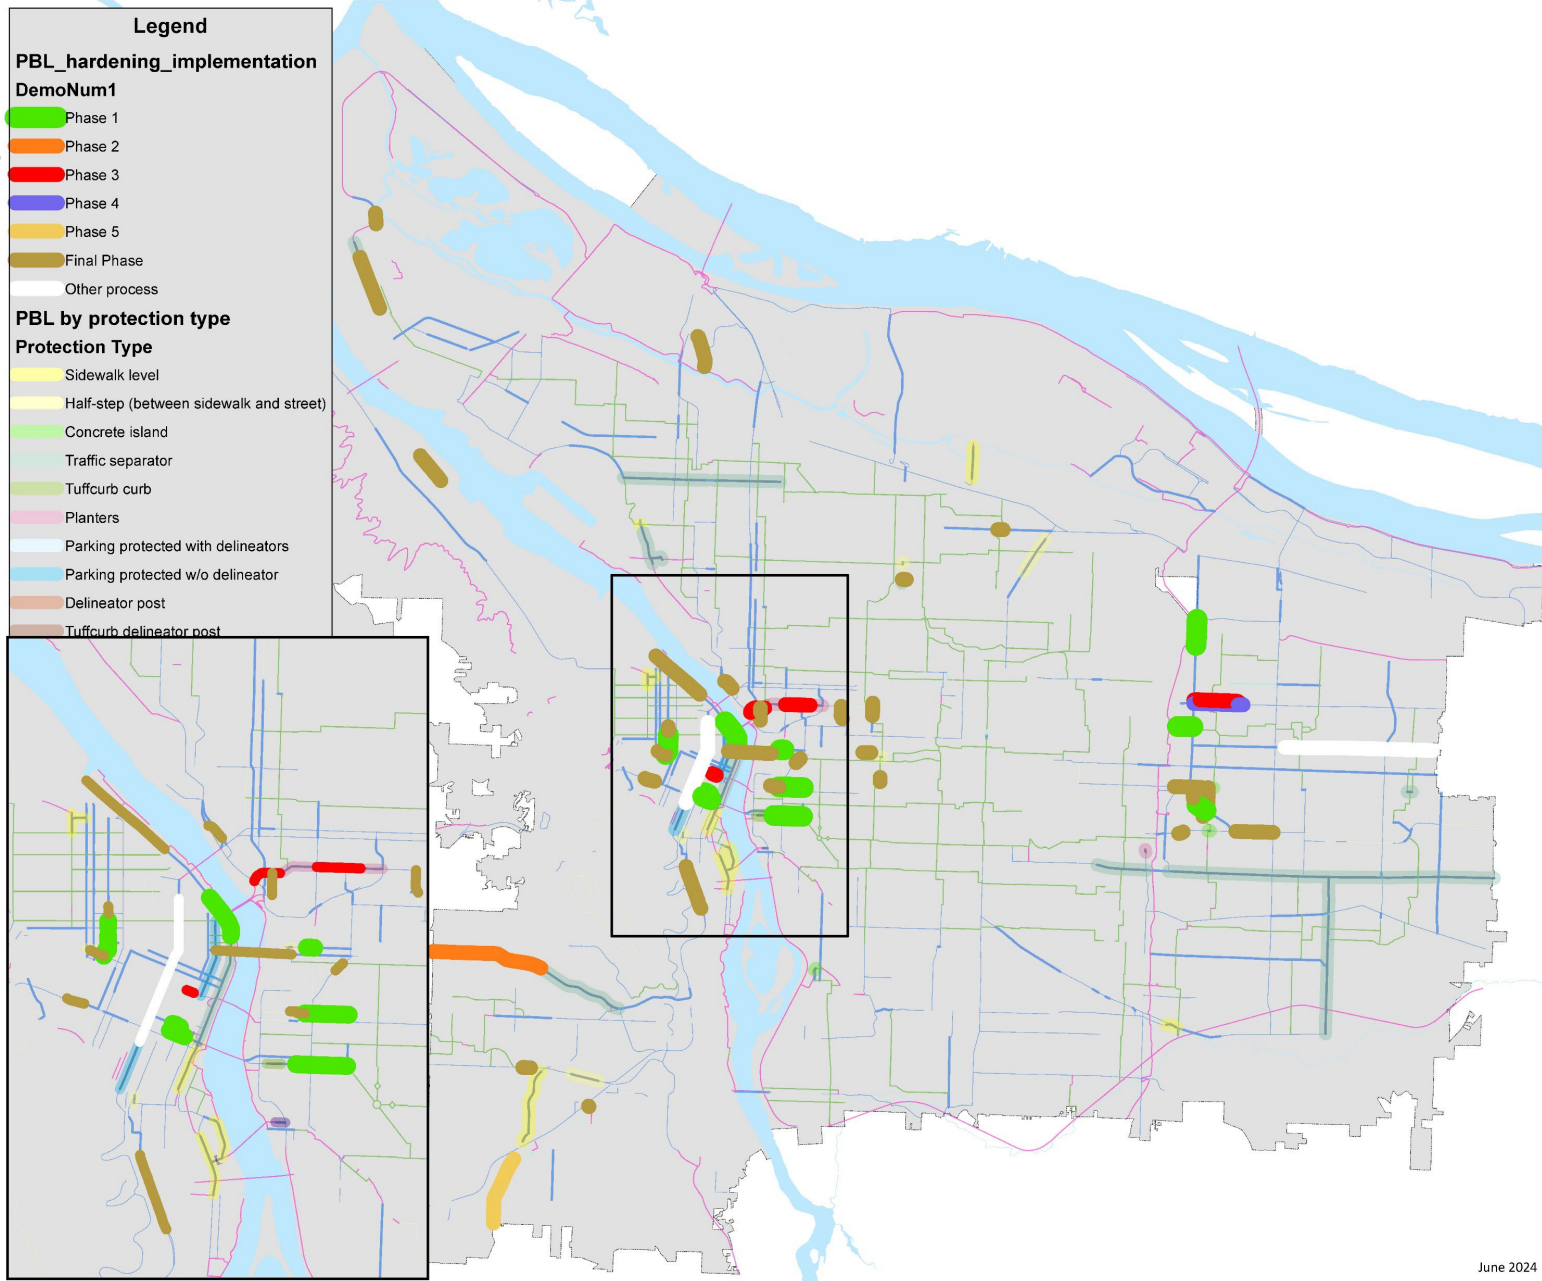 Legend
PBL_hardening_implementation
DemoNum1
Phase 1
Phase 2
Phase 3
Phase 4
Phase 5
Final Phase
Other process
PBL by protection type
Protection Type
Sidewalk level
Half-step (between sidewalk and street)
Concrete island
Traffic separator
Tuffcurb curb
Planters
Parking protected with delineators
Parking protected w/o delineator
Delineator post
Tuffcurb delineator post
June 2024